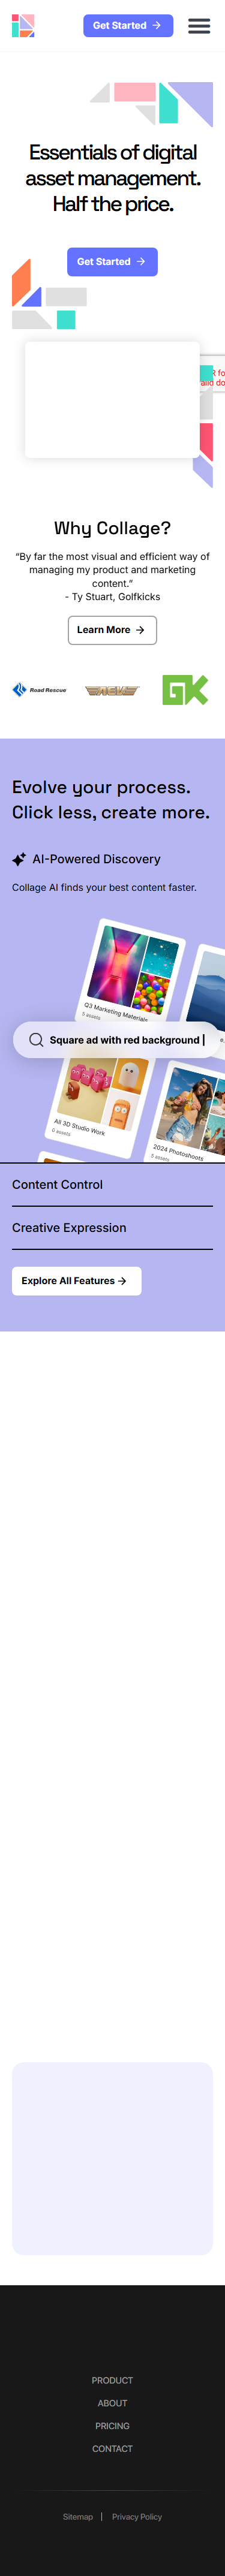 Get Started
Essentials of digital
asset management.
Half the price.
Get Started
R fo
alid do
Why Collage?
“By far the most visual and efficient way of
managing my product and marketing
content.”
- Ty Stuart, Golfkicks
Learn More
Road Rescue
GK
Evolve your process.
Click less, create more.
AI-Powered Discovery
Collage AI finds your best content faster.
Q3 Marketing Materials
5 assets
Square ad with red background |
All 3D Studio Work
0 assets
2024 Photoshoots
5 assets
Content Control
Creative Expression
Explore All Features
PRODUCT
ABOUT
PRICING
CONTACT
Sitemap | Privacy Policy